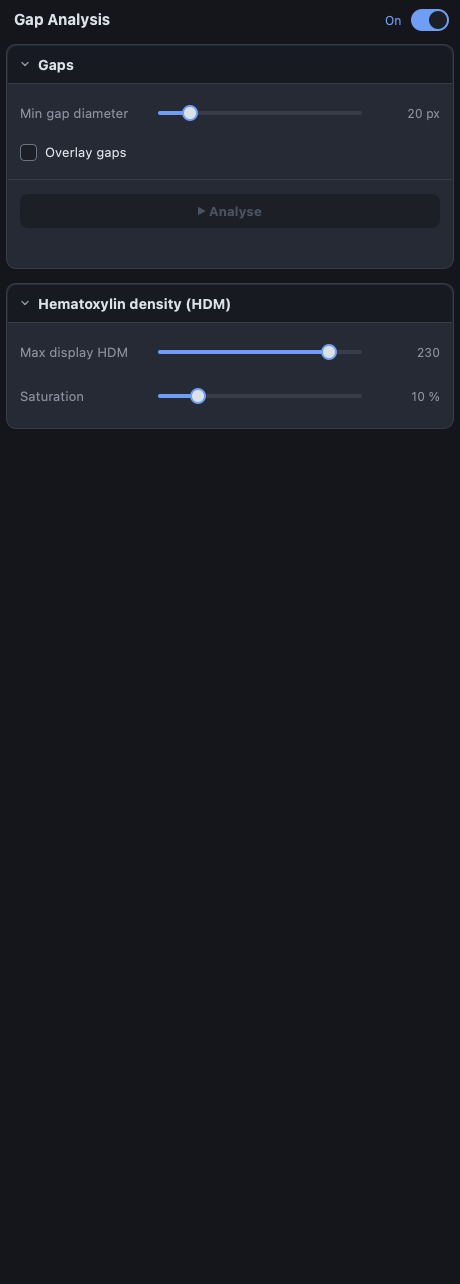 Gap Analysis On
Gaps
Min gap diameter 20 px
Overlay gaps
Analyse
Hematoxylin density (HDM)
Max display HDM 230
Saturation 10 %